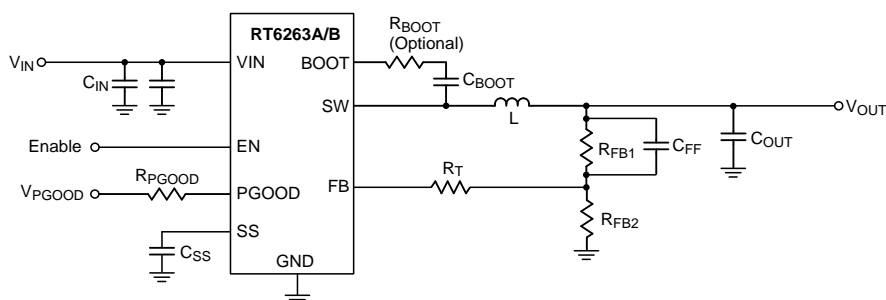 RT6263A/B
VIN
CIN
VIN
BOOT
RBOOT
(Optional)
CBOOT
SW
L
VOUT
Enable
EN
RFB1
CFF
COUT
VPGOOD
RPGOOD
PGOOD
FB
RT
RFB2
SS
CSS
GND